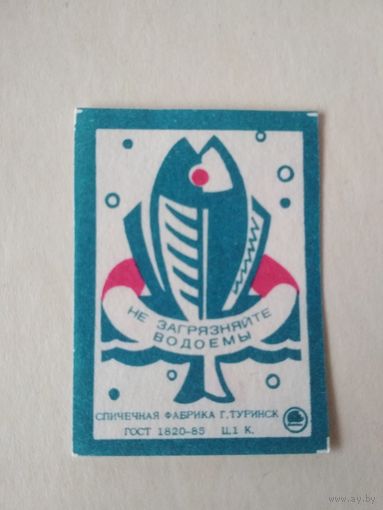 НЕ ЗАГРЯЗНЯЙТЕ
ВОДОЕМЫ
СПИЧЕЧНАЯ ФАБРИКА Г.ТУРИНСК
ГОСТ 1820-85 Ц.1 К.
www.ay.by